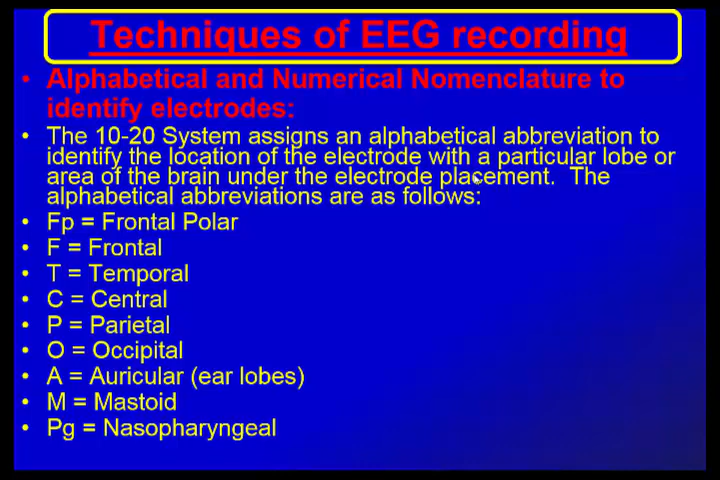 Techniques of EEG recording
• Alphabetical and Numerical Nomenclature to
identify electrodes:
• The 10-20 System assigns an alphabetical abbreviation to
identify the location of the electrode with a particular lobe or
area of the brain under the electrode placement. The
alphabetical abbreviations are as follows:
• Fp = Frontal Polar
• F = Frontal
• T = Temporal
• C = Central
• P = Parietal
• O = Occipital
• A = Auricular (ear lobes)
• M = Mastoid
• Pg = Nasopharyngeal